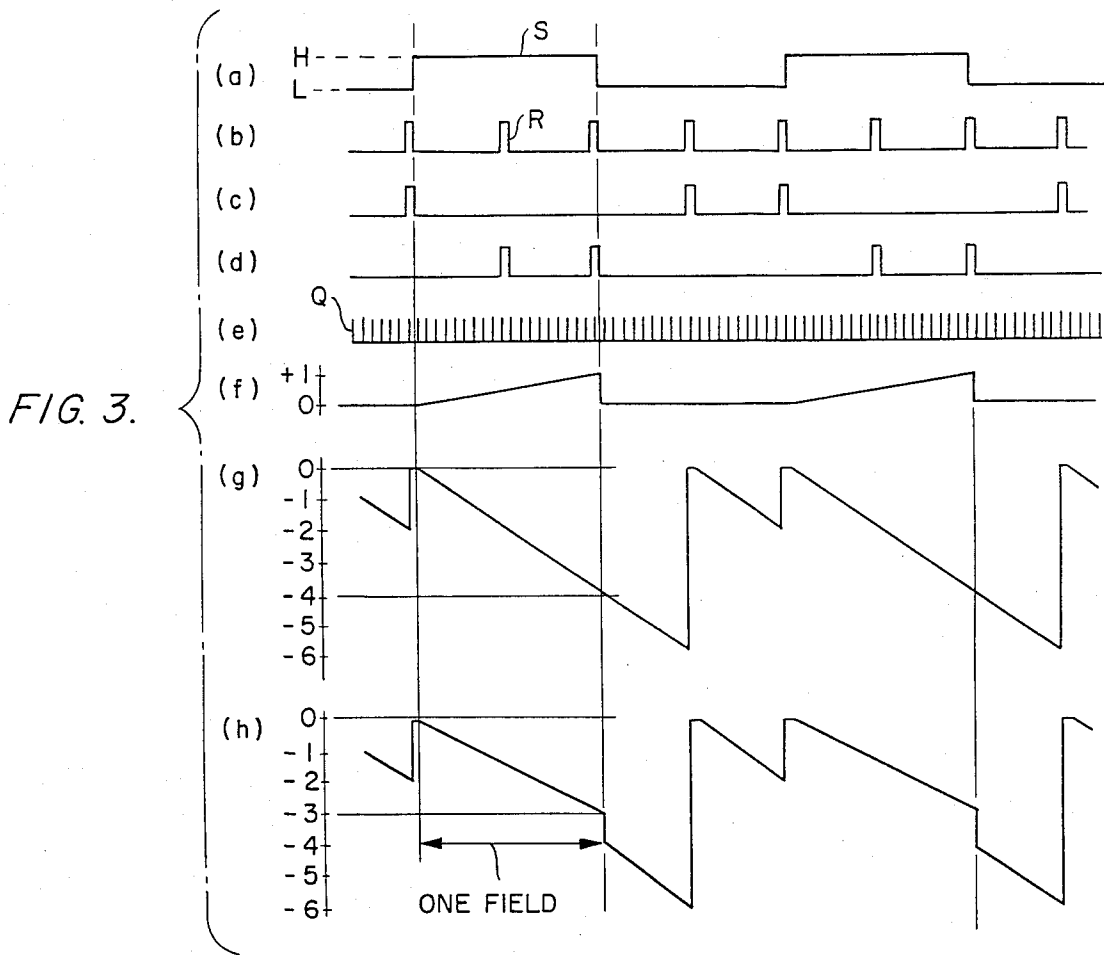 S
H
(a)
L
(b)
R
(c)
(d)
Q
(e)
FIG. 3.
(f)
+1
0
(g)
0
-1
-2
-3
-4
-5
-6
(h)
0
-1
-2
-3
-4
-5
-6
ONE FIELD